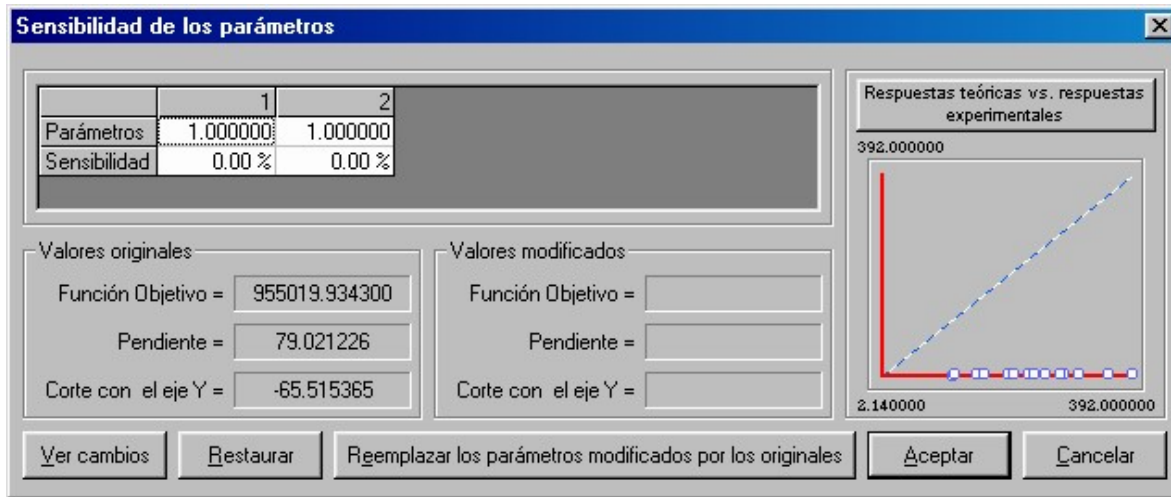 Sensibilidad de los parámetros
1 2
Parámetros 1.000000 1.000000
Sensibilidad 0.00 % 0.00 %
Respuestas teóricas vs. respuestas
experimentales
392.000000
2.140000 392.000000
Valores originales
Función Objetivo = 955019.934300
Pendiente = 79.021226
Corte con el eje Y = -65.515365
Valores modificados
Función Objetivo =
Pendiente =
Corte con el eje Y =
Ver cambios
Restaurar
Reemplazar los parámetros modificados por los originales
Aceptar
Cancelar